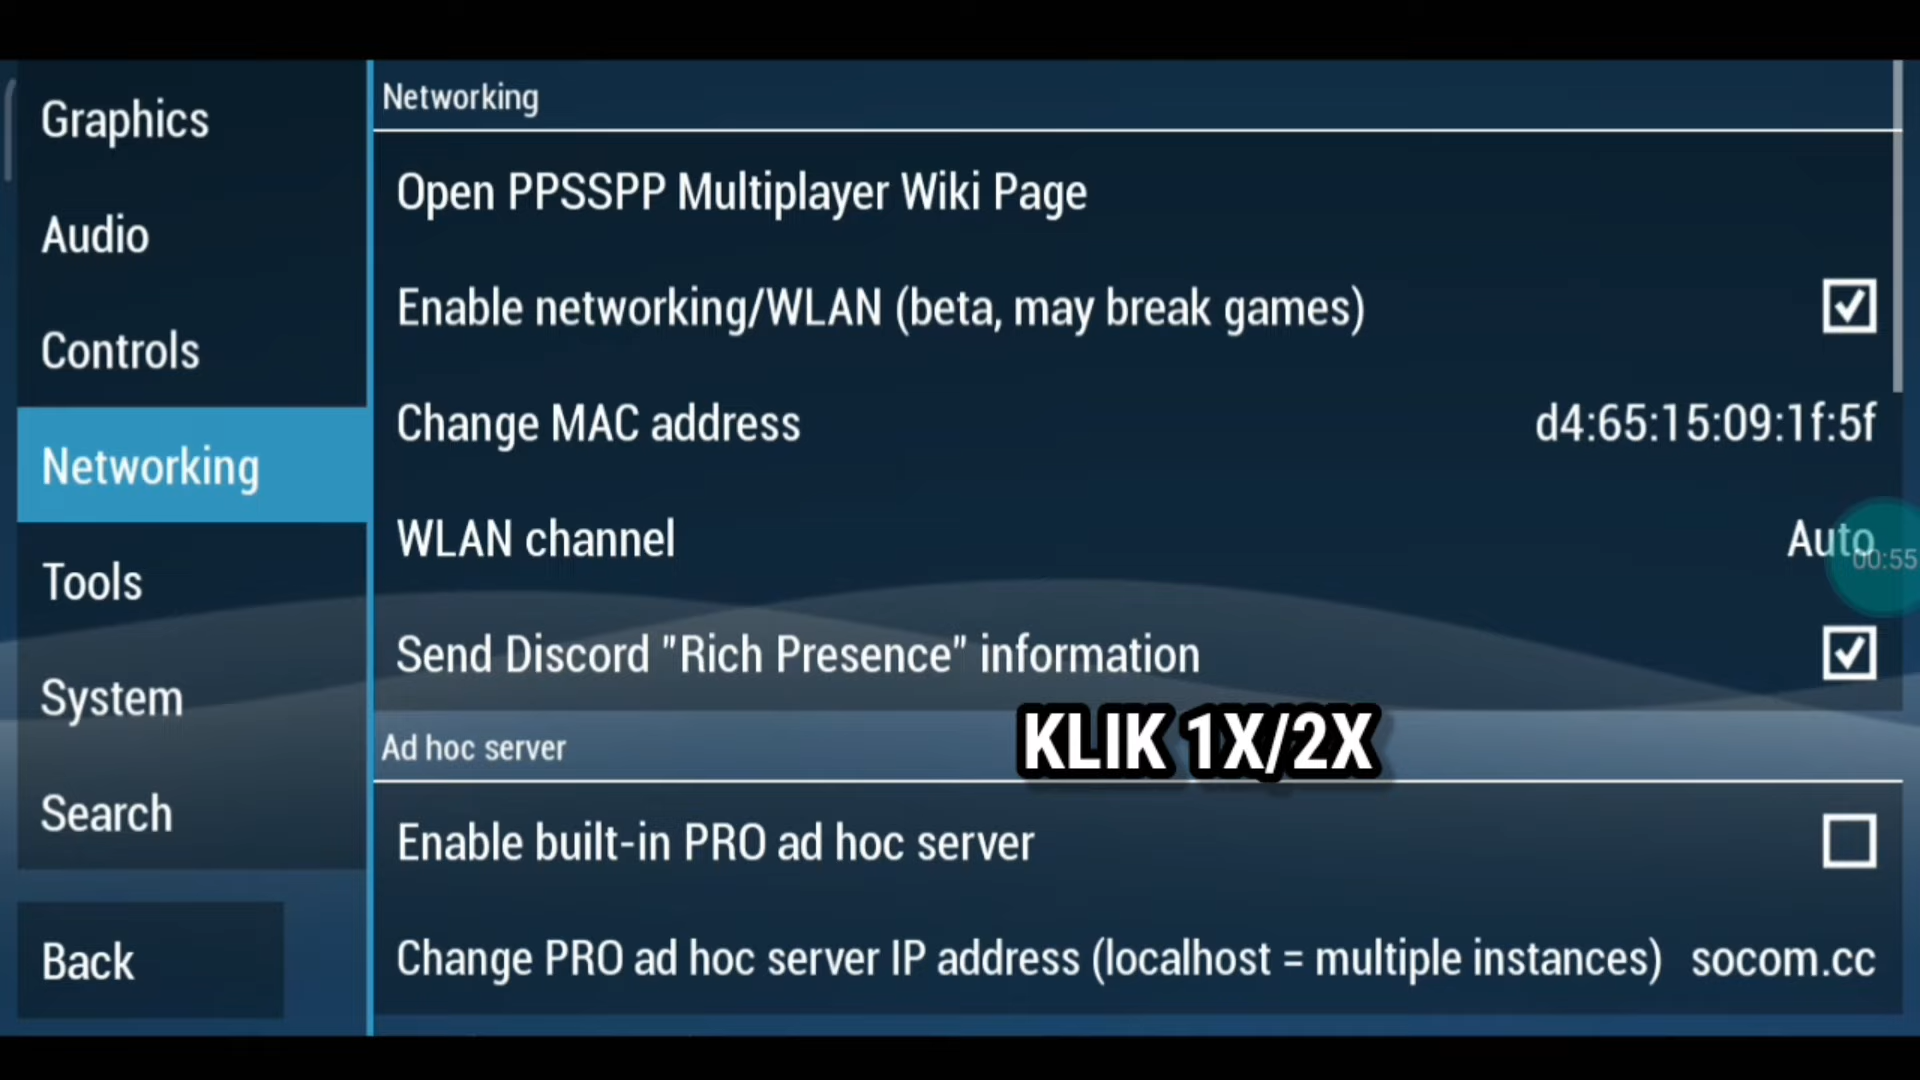 Graphics
Audio
Controls
Networking
Tools
System
Search
Back
Networking
Open PPSSPP Multiplayer Wiki Page
Enable networking/WLAN (beta, may break games)
Change MAC address d4:65:15:09:1f:5f
WLAN channel Auto
00:55
Send Discord "Rich Presence" information
KLIK 1X/2X
Ad hoc server
Enable built-in PRO ad hoc server
Change PRO ad hoc server IP address (localhost = multiple instances) socom.cc